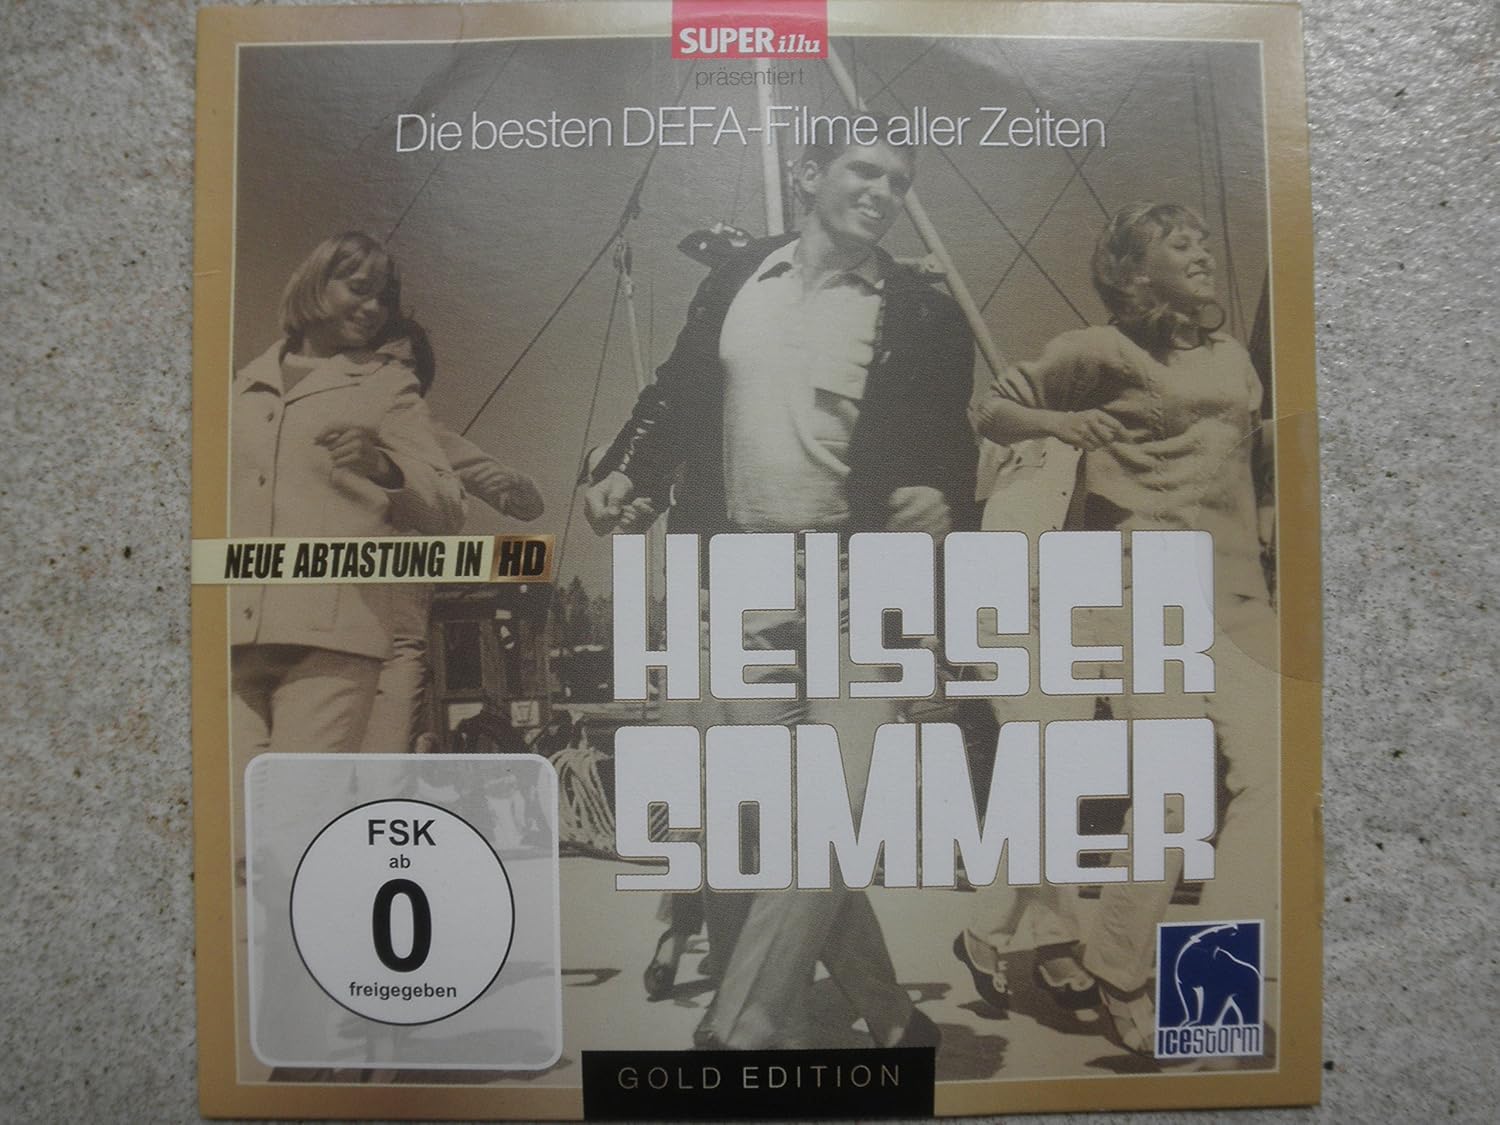 SUPERillu
präsentiert
Die besten DEFA-Filme aller Zeiten
NEUE ABTASTUNG IN HD
HEISSER
SOMMER
FSK
ab
0
freigegeben
icestorm
GOLD EDITION